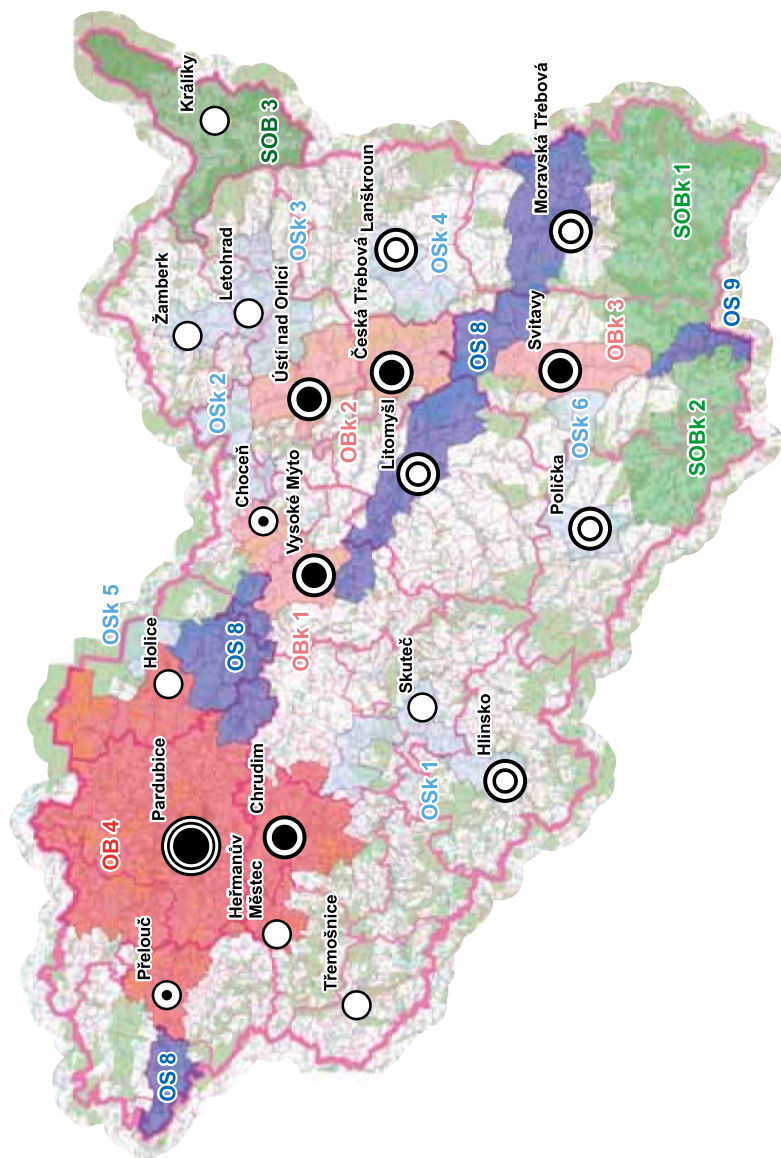 Přelouč
OS 8
Třemošnice
Heřmanův
Městec
OB 4
Pardubice
Chrudim
Holice
OSk 5
OS 8
OSk 1
Hlinsko
Skuteč
OBk 1
Vysoké Mýto
Choceň
OSk 2
Žamberk
Letohrad
Ústí nad Orlicí
OBk 2
Litomyšl
Česká Třebová
OSk 3
Králíky
SOB 3
Lanškroun
OSk 4
OS 8
Svitavy
Moravská Třebová
Polička
OSk 6
OBk 3
SOBk 2
OS 9
SOBk 1